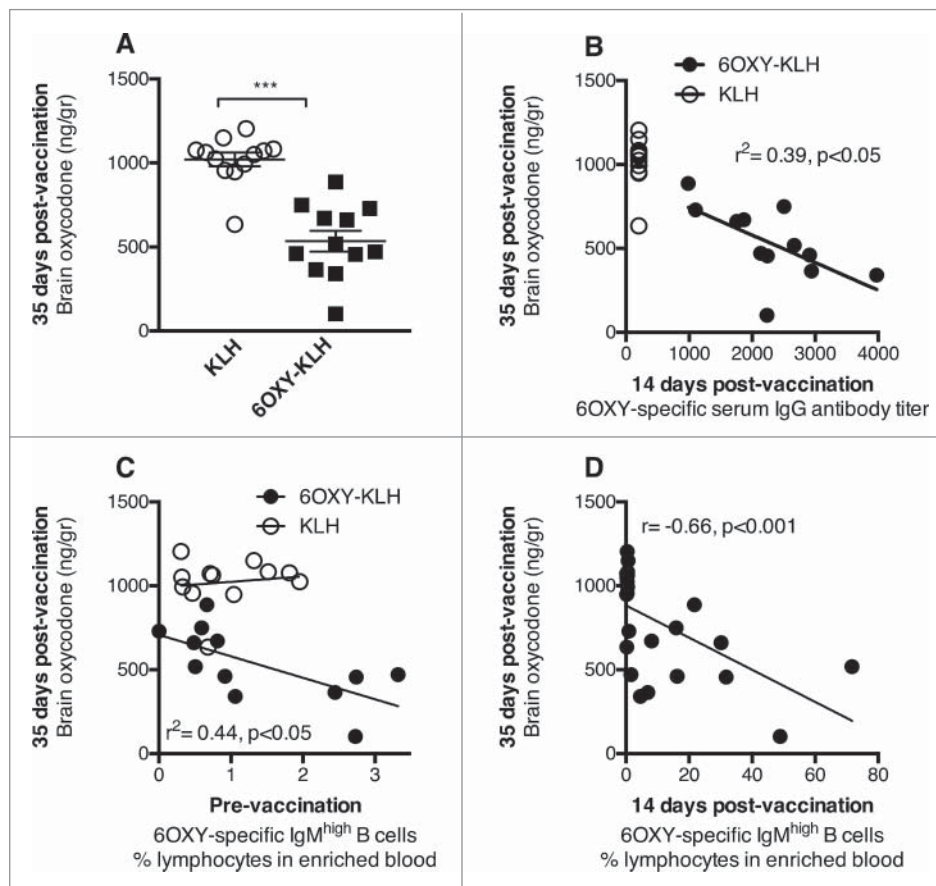 A
35 days post-vaccination
Brain oxycodone (ng/gr)
1500
1000
500
0
***
KLH
6OXY-KLH
B
6OXY-KLH
KLH
35 days post-vaccination
Brain oxycodone (ng/gr)
1500
1000
500
0
r²= 0.39, p<0.05
0 1000 2000 3000 4000
14 days post-vaccination
6OXY-specific serum IgG antibody titer
C
6OXY-KLH
KLH
35 days post-vaccination
Brain oxycodone (ng/gr)
1500
1000
500
0
r²= 0.44, p<0.05
0 1 2 3
Pre-vaccination
6OXY-specific IgMhigh B cells
% lymphocytes in enriched blood
D
35 days post-vaccination
Brain oxycodone (ng/gr)
1500
1000
500
0
r= -0.66, p<0.001
0 20 40 60 80
14 days post-vaccination
6OXY-specific IgMhigh B cells
% lymphocytes in enriched blood